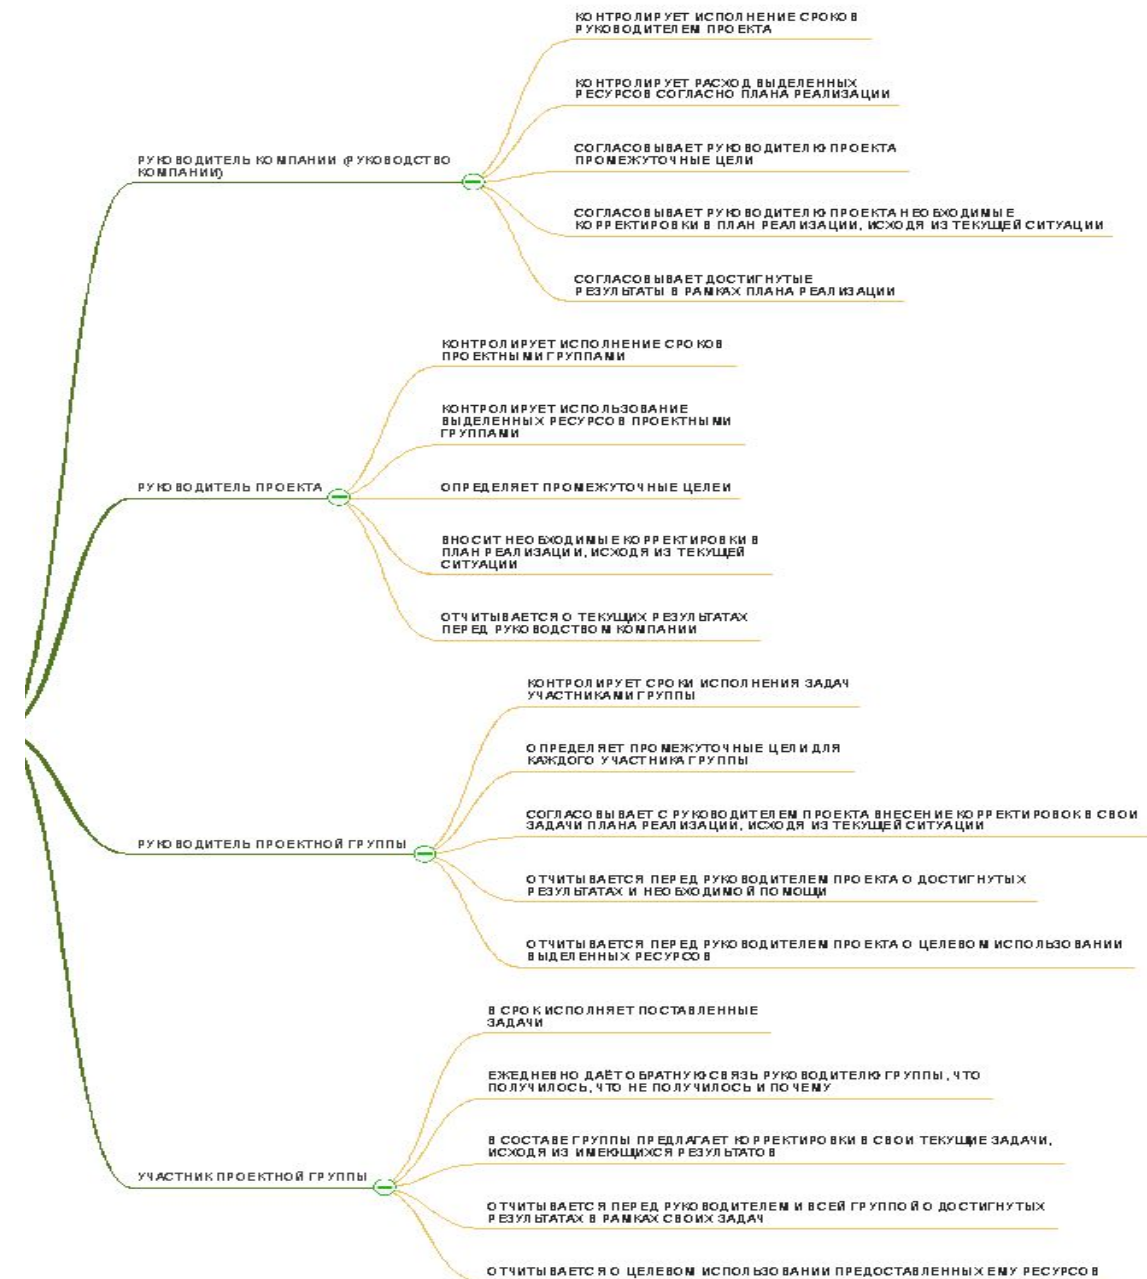 КОНТРОЛИРУЕТ ИСПОЛНЕНИЕ СРОКОВ
РУКОВОДИТЕЛЕМ ПРОЕКТА
КОНТРОЛИРУЕТ РАСХОД ВЫДЕЛЕННЫХ
РЕСУРСОВ СОГЛАСНО ПЛАНА РЕАЛИЗАЦИИ
РУКОВОДИТЕЛЬ КОМПАНИИ (РУКОВОДСТВО
КОМПАНИИ)
СОГЛАСОВЫВАЕТ РУКОВОДИТЕЛЮ ПРОЕКТА
ПРОМЕЖУТОЧНЫЕ ЦЕЛИ
СОГЛАСОВЫВАЕТ РУКОВОДИТЕЛЮ ПРОЕКТА НЕОБХОДИМЫЕ
КОРРЕКТИРОВКИ В ПЛАН РЕАЛИЗАЦИИ, ИСХОДЯ ИЗ ТЕКУЩЕЙ СИТУАЦИИ
СОГЛАСОВЫВАЕТ ДОСТИГНУТЫЕ
РЕЗУЛЬТАТЫ В РАМКАХ ПЛАНА РЕАЛИЗАЦИИ
КОНТРОЛИРУЕТ ИСПОЛНЕНИЕ СРОКОВ
ПРОЕКТНЫМИ ГРУППАМИ
КОНТРОЛИРУЕТ ИСПОЛЬЗОВАНИЕ
ВЫДЕЛЕННЫХ РЕСУРСОВ ПРОЕКТНЫМИ
ГРУППАМИ
РУКОВОДИТЕЛЬ ПРОЕКТА
ОПРЕДЕЛЯЕТ ПРОМЕЖУТОЧНЫЕ ЦЕЛЕЙ
ВНОСИТ НЕОБХОДИМЫЕ КОРРЕКТИРОВКИ В
ПЛАН РЕАЛИЗАЦИИ, ИСХОДЯ ИЗ ТЕКУЩЕЙ
СИТУАЦИИ
ОТЧИТЫВАЕТСЯ О ТЕКУЩИХ РЕЗУЛЬТАТАХ
ПЕРЕД РУКОВОДСТВОМ КОМПАНИИ
КОНТРОЛИРУЕТ СРОКИ ИСПОЛНЕНИЯ ЗАДАЧ
УЧАСТНИКАМИ ГРУППЫ
ОПРЕДЕЛЯЕТ ПРОМЕЖУТОЧНЫЕ ЦЕЛИ ДЛЯ
КАЖДОГО УЧАСТНИКА ГРУППЫ
СОГЛАСОВЫВАЕТ С РУКОВОДИТЕЛЕМ ПРОЕКТА ВНЕСЕНИЕ КОРРЕКТИРОВОК В СВОИ
ЗАДАЧИ ПЛАНА РЕАЛИЗАЦИИ, ИСХОДЯ ИЗ ТЕКУЩЕЙ СИТУАЦИИ
РУКОВОДИТЕЛЬ ПРОЕКТНОЙ ГРУППЫ
ОТЧИТЫВАЕТСЯ ПЕРЕД РУКОВОДИТЕЛЕМ ПРОЕКТА О ДОСТИГНУТЫХ
РЕЗУЛЬТАТАХ И НЕОБХОДИМОЙ ПОМОЩИ
ОТЧИТЫВАЕТСЯ ПЕРЕД РУКОВОДИТЕЛЕМ ПРОЕКТА О ЦЕЛЕВОМ ИСПОЛЬЗОВАНИИ
ВЫДЕЛЕННЫХ РЕСУРСОВ
В СРОК ИСПОЛНЯЕТ ПОСТАВЛЕННЫЕ
ЗАДАЧИ
ЕЖЕДНЕВНО ДАЁТ ОБРАТНУЮ СВЯЗЬ РУКОВОДИТЕЛЮ ГРУППЫ, ЧТО
ПОЛУЧИЛОСЬ, ЧТО НЕ ПОЛУЧИЛОСЬ И ПОЧЕМУ
В СОСТАВЕ ГРУППЫ ПРЕДЛАГАЕТ КОРРЕКТИРОВКИ В СВОИ ТЕКУЩИЕ ЗАДАЧИ,
ИСХОДЯ ИЗ ИМЕЮЩИХСЯ РЕЗУЛЬТАТОВ
УЧАСТНИК ПРОЕКТНОЙ ГРУППЫ
ОТЧИТЫВАЕТСЯ ПЕРЕД РУКОВОДИТЕЛЕМ И ВСЕЙ ГРУППОЙ О ДОСТИГНУТЫХ
РЕЗУЛЬТАТАХ В РАМКАХ СВОИХ ЗАДАЧ
ОТЧИТЫВАЕТСЯ О ЦЕЛЕВОМ ИСПОЛЬЗОВАНИИ ПРЕДОСТАВЛЕННЫХ ЕМУ РЕСУРСОВ